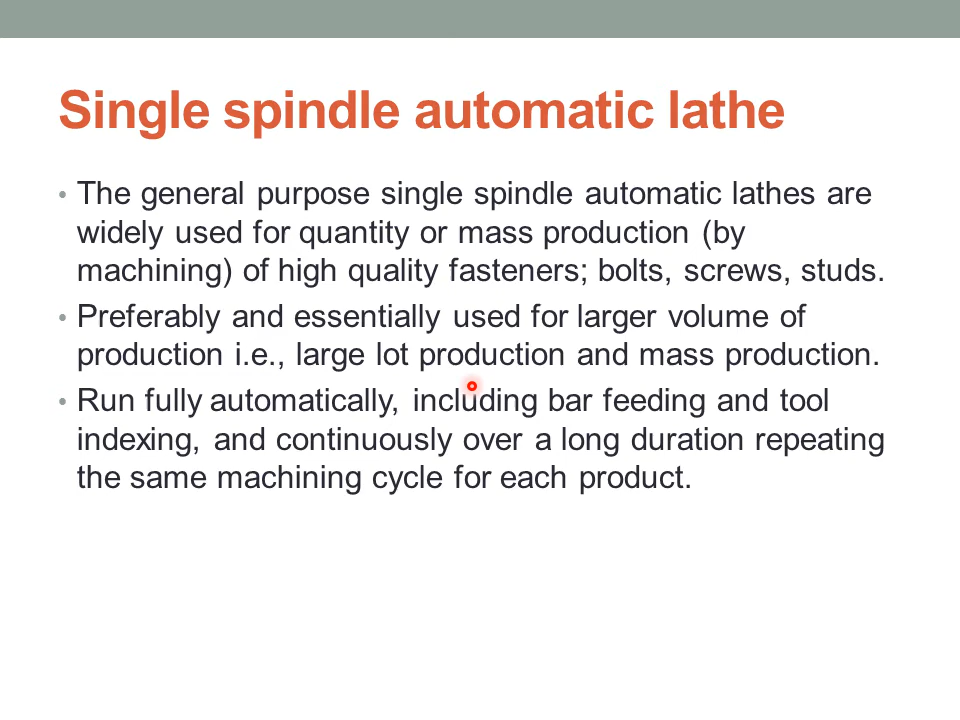 Single spindle automatic lathe
• The general purpose single spindle automatic lathes are
widely used for quantity or mass production (by
machining) of high quality fasteners; bolts, screws, studs.
• Preferably and essentially used for larger volume of
production i.e., large lot production and mass production.
• Run fully automatically, including bar feeding and tool
indexing, and continuously over a long duration repeating
the same machining cycle for each product.